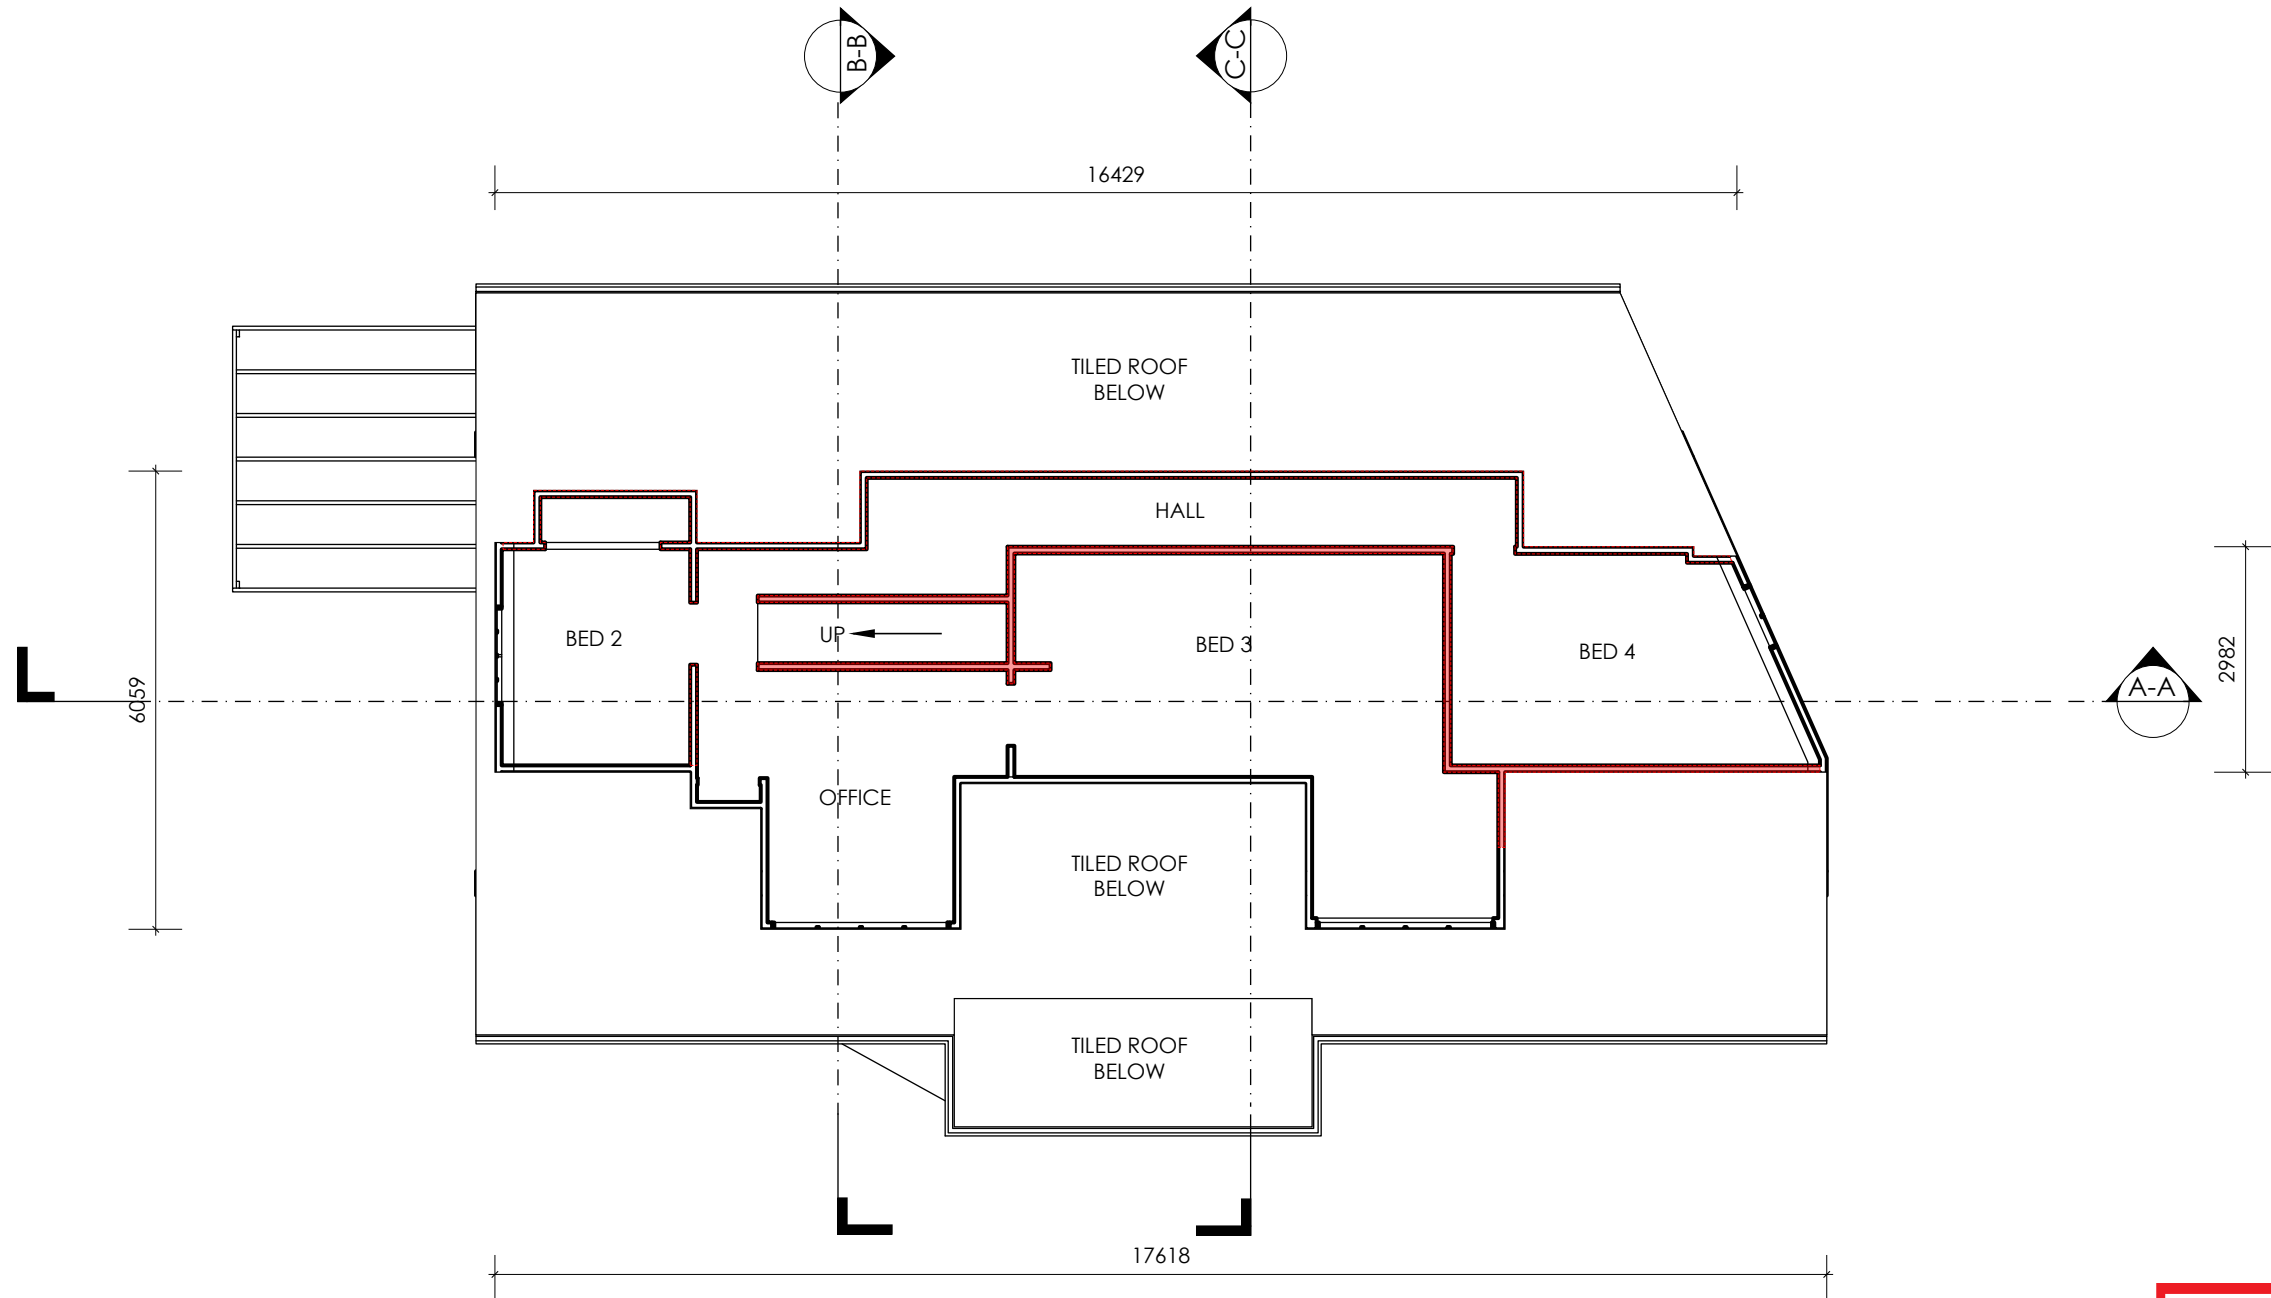 B-B
C-C
16429
TILED ROOF
BELOW
HALL
BED 2
UP
BED 3
BED 4
2982
6059
A-A
OFFICE
TILED ROOF
BELOW
TILED ROOF
BELOW
17618